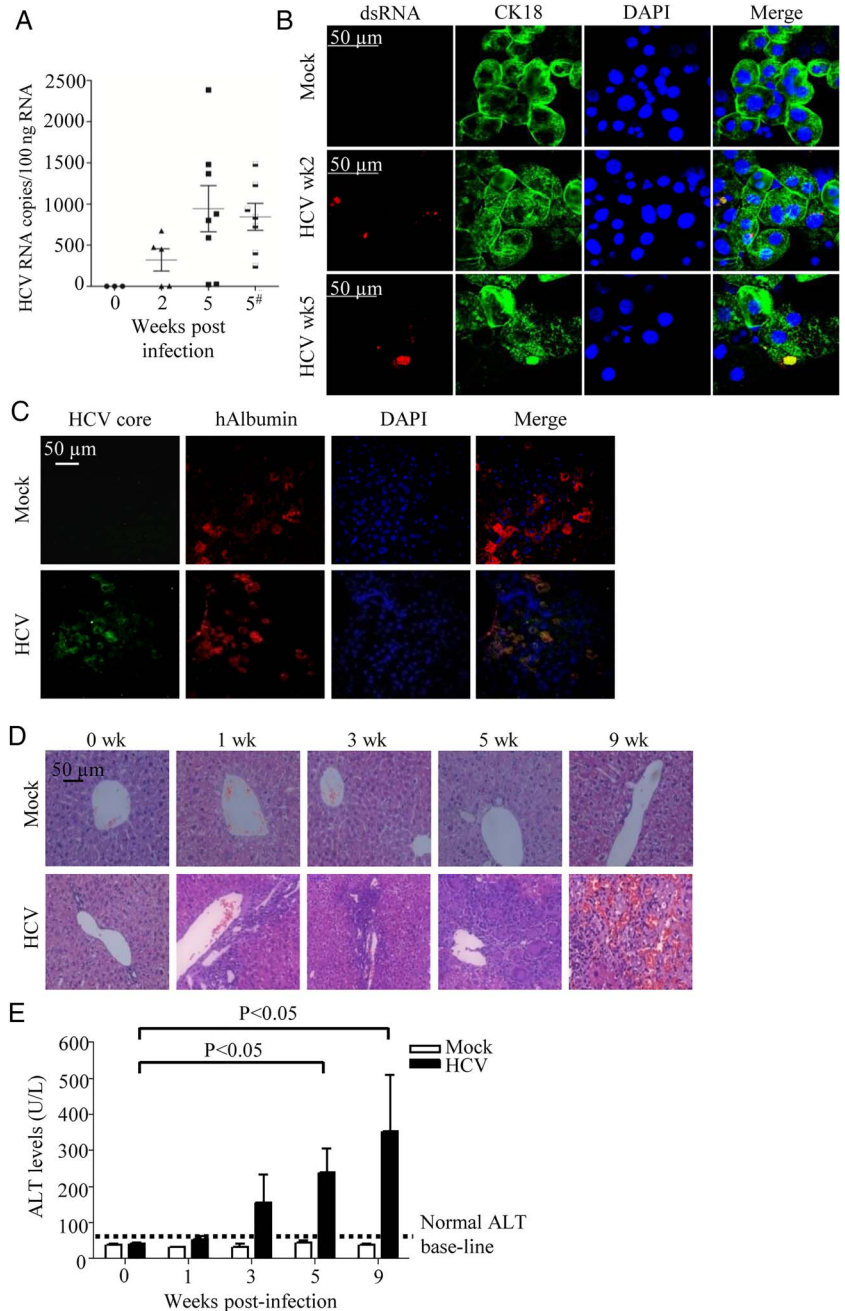 A
HCV RNA copies/100 ng RNA
2500
2000
1500
1000
500
0
0 2 5 5#
Weeks post
infection
B
dsRNA CK18 DAPI Merge
Mock
50 µm
HCV wk2
50 µm
HCV wk5
50 µm
C
HCV core hAlbumin DAPI Merge
Mock
50 µm
HCV
D
0 wk 1 wk 3 wk 5 wk 9 wk
Mock
50 µm
HCV
E
P<0.05
P<0.05
Mock
HCV
ALT levels (U/L)
600
500
400
300
200
100
0
Normal ALT
base-line
0 1 3 5 9
Weeks post-infection